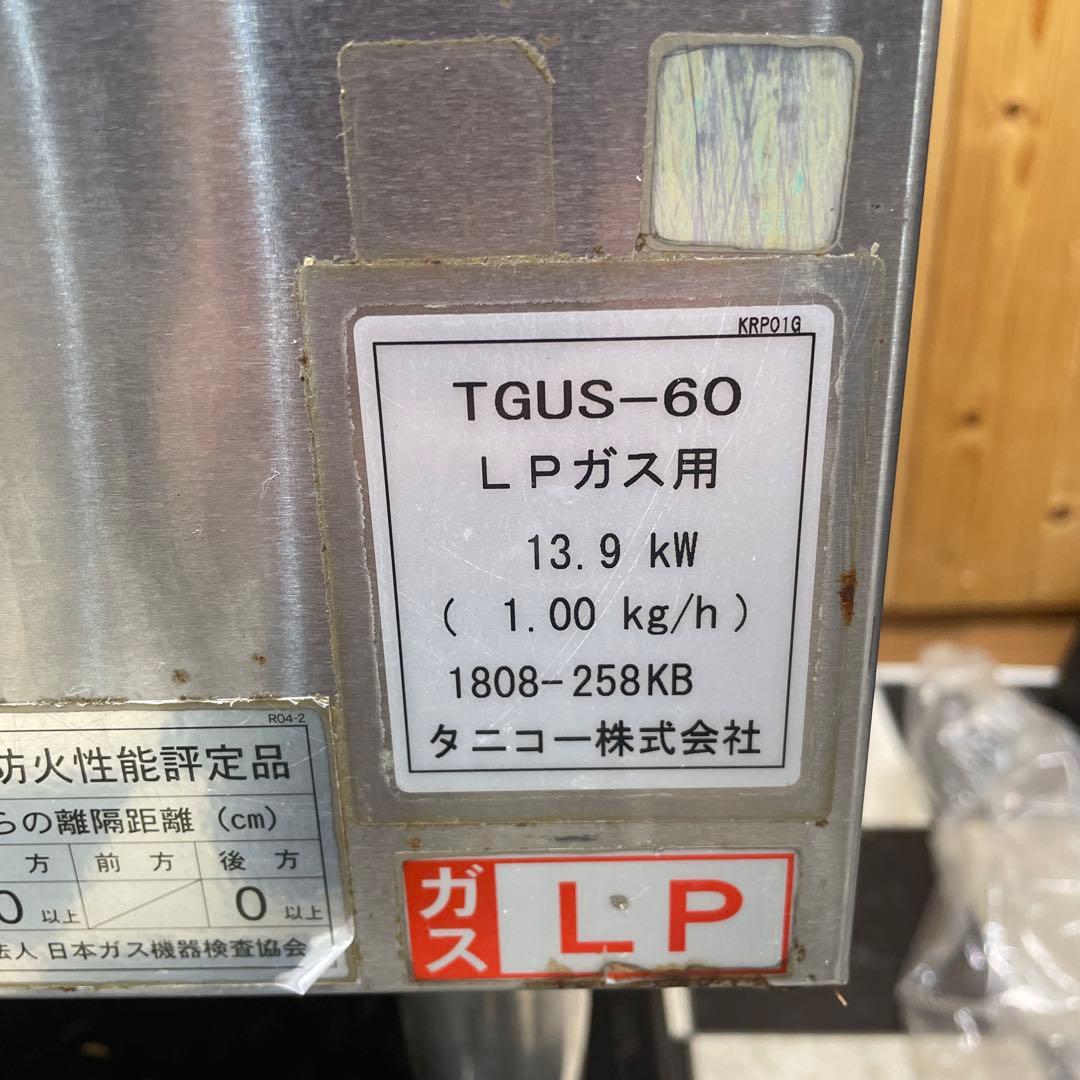 KRP01G
TGUS-60
LPガス用
13.9 kW
( 1.00 kg/h )
1808-258KB
タニコー株式会社
R04-2
防火性能評定品
らの離隔距離 (cm)
方 前方 後方
0 以上 0 以上
法人 日本ガス機器検査協会
ガス LP